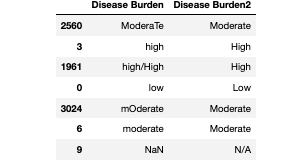 Disease Burden Disease Burden2
2560 ModeraTe Moderate
3 high High
1961 high/High High
0 low Low
3024 mOderate Moderate
6 moderate Moderate
9 NaN N/A